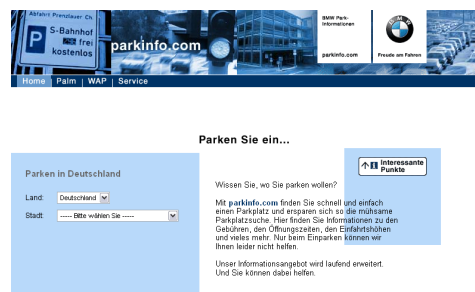 Abfahrt Prenzlauer Ch.
P
S-Bahnhof
frei
kostenlos
parkinfo.com
BMW Park-
Informationen
parkinfo.com
BMW
Freude am Fahren
Home | Palm | WAP | Service
Parken Sie ein...
Parken in Deutschland
Land: Deutschland
Stadt: ----- Bitte wählen Sie -----
i Interessante
Punkte
Wissen Sie, wo Sie parken wollen?
Mit parkinfo.com finden Sie schnell und einfach
einen Parkplatz und ersparen sich so die mühsame
Parkplatzsuche. Hier finden Sie Informationen zu den
Gebühren, den Öffnungszeiten, den Einfahrtshöhen
und vieles mehr. Nur beim Einparken können wir
Ihnen leider nicht helfen.
Unser Informationsangebot wird laufend erweitert.
Und Sie können dabei helfen.